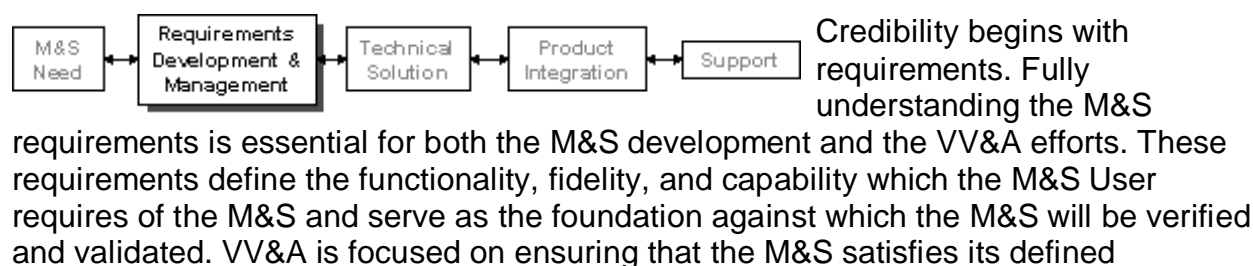 M&S
Need
Requirements
Development &
Management
Technical
Solution
Product
Integration
Support
Credibility begins with
requirements. Fully
understanding the M&S
requirements is essential for both the M&S development and the VV&A efforts. These
requirements define the functionality, fidelity, and capability which the M&S User
requires of the M&S and serve as the foundation against which the M&S will be verified
and validated. VV&A is focused on ensuring that the M&S satisfies its defined